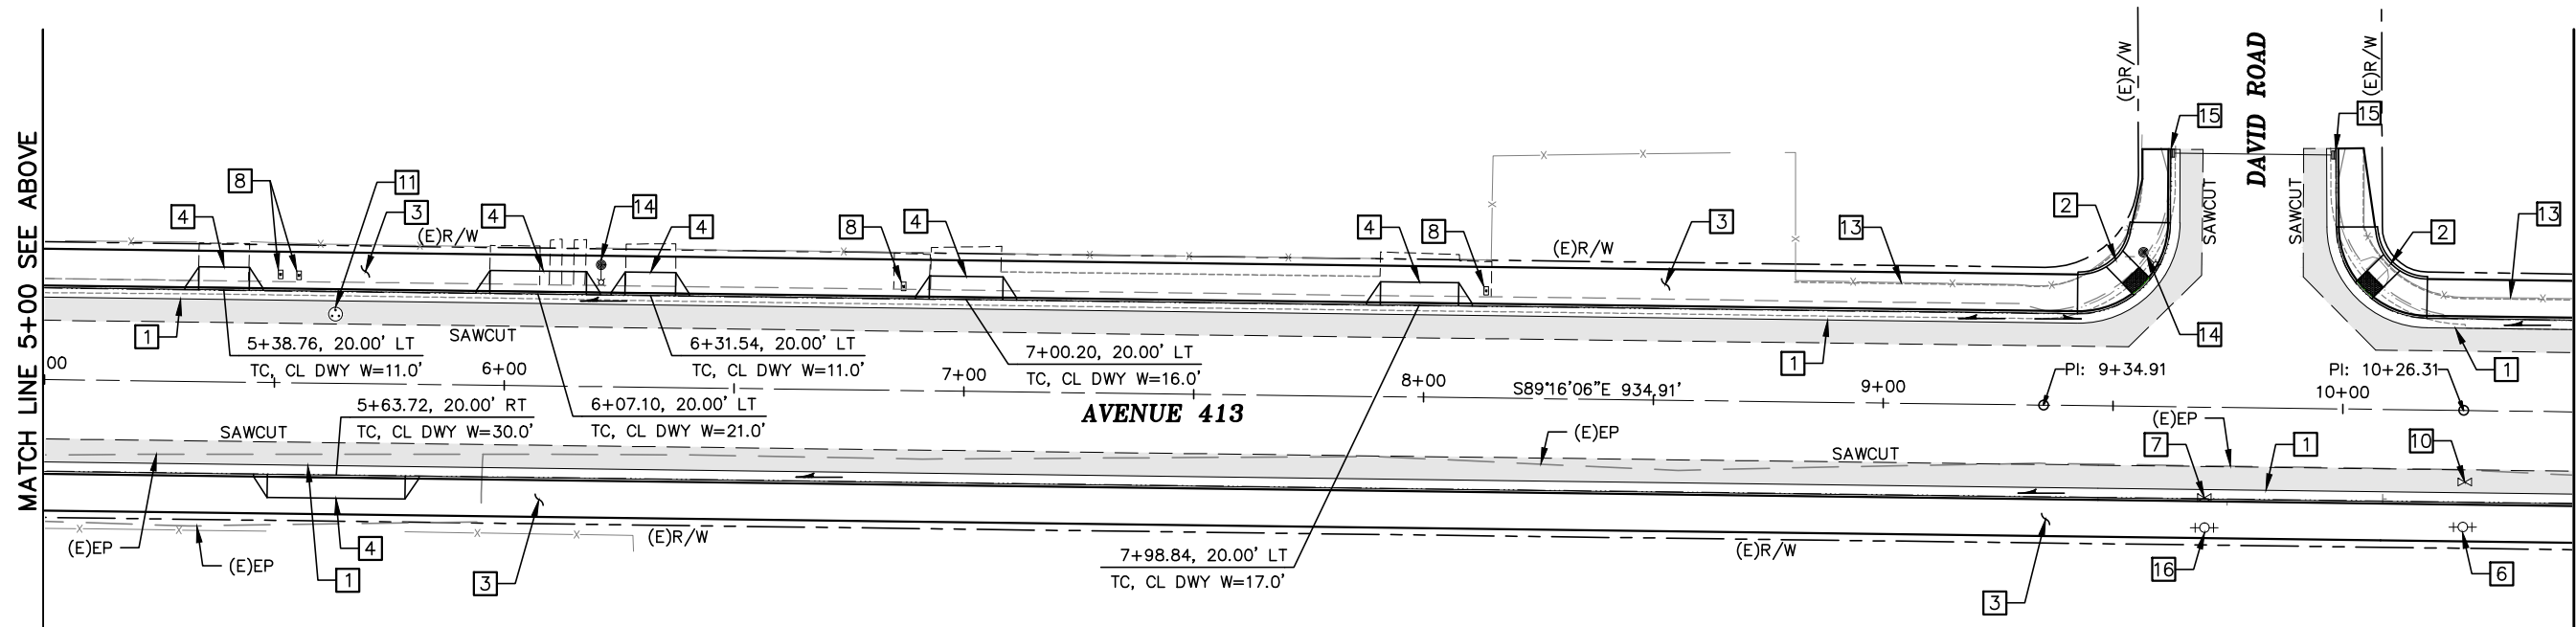 MATCH LINE 5+00 SEE ABOVE
(E)R/W
(E)R/W
DAVID ROAD
15
15
8
11
3
4
4
14
4
8
4
4
8
3
13
2
2
13
(E)R/W
(E)R/W
SAWCUT
SAWCUT
1
SAWCUT
14
1
1
5+38.76, 20.00' LT
TC, CL DWY W=11.0'
6+31.54, 20.00' LT
TC, CL DWY W=11.0'
7+00.20, 20.00' LT
TC, CL DWY W=16.0'
00
6+00
7+00
8+00
S89°16'06"E 934.91'
9+00
PI: 9+34.91
PI: 10+26.31
10+00
5+63.72, 20.00' RT
TC, CL DWY W=30.0'
6+07.10, 20.00' LT
TC, CL DWY W=21.0'
AVENUE 413
SAWCUT
(E)EP
SAWCUT
(E)EP
7
1
10
(E)EP
(E)EP
4
1
3
(E)R/W
7+98.84, 20.00' LT
TC, CL DWY W=17.0'
(E)R/W
16
6
3